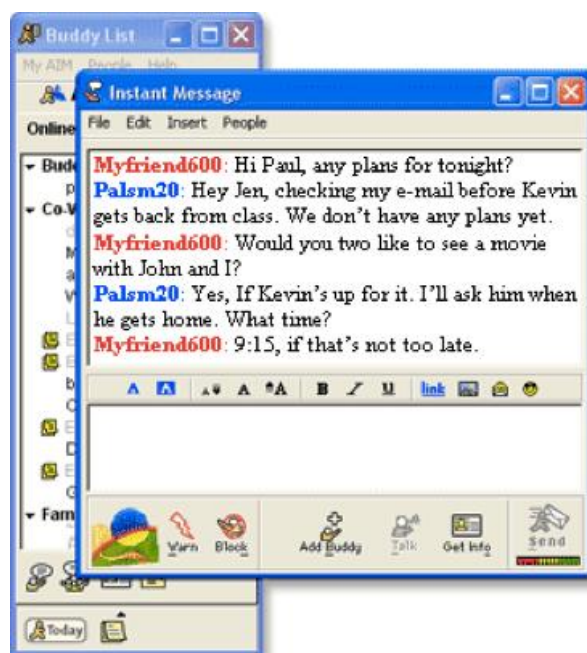 Buddy List
My AIM People Help
Instant Message
File Edit Insert People
Online
Myfriend600: Hi Paul, any plans for tonight?
Palsm20: Hey Jen, checking my e-mail before Kevin
gets back from class. We don't have any plans yet.
Myfriend600: Would you two like to see a movie
with John and I?
Palsm20: Yes, If Kevin's up for it. I'll ask him when
he gets home. What time?
Myfriend600: 9:15, if that's not too late.
A A A A A B I U link
Warn Block Add Buddy Talk Get Info Send
Today